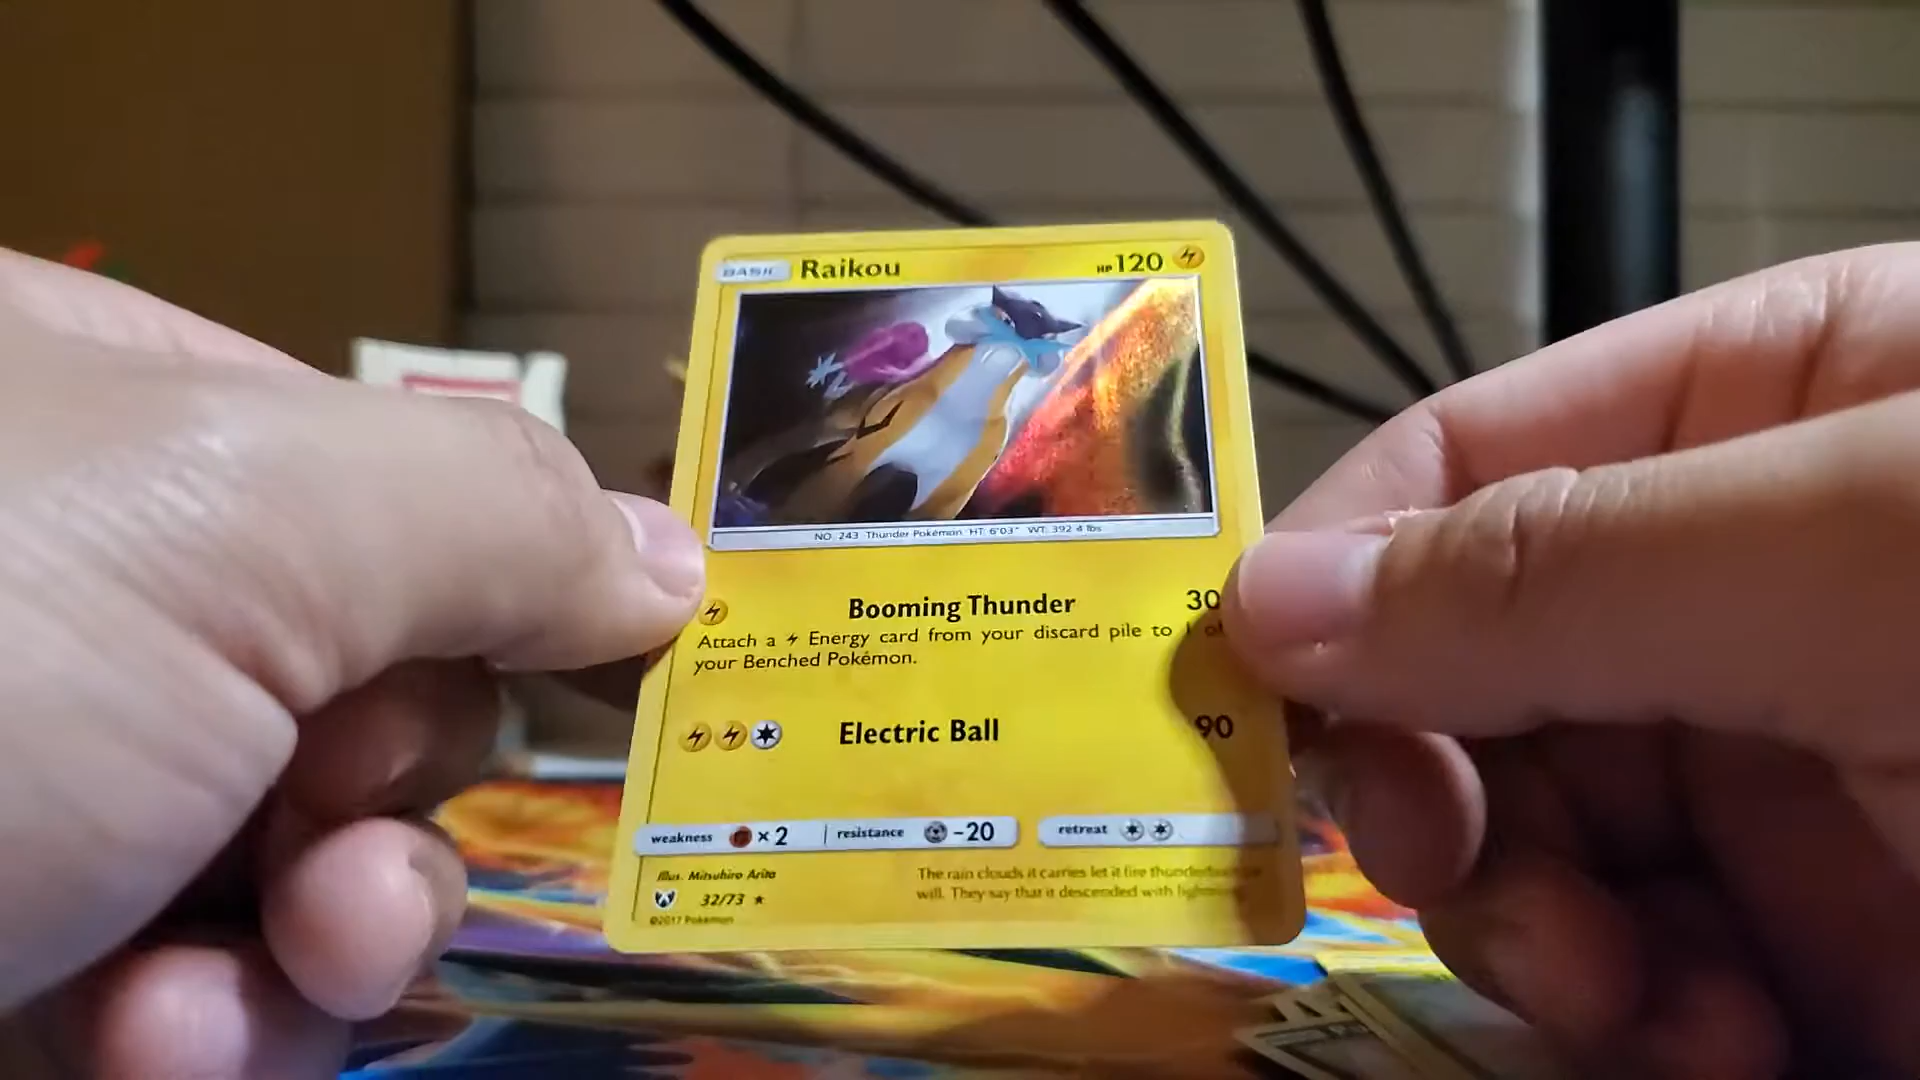 BASIC Raikou HP 120
NO. 243 Thunder Pokémon HT: 6'03" WT: 392.4 lbs
Booming Thunder 30
Attach a Energy card from your discard pile to 1 of
your Benched Pokémon.
Electric Ball 90
weakness ×2 resistance -20 retreat
Illus. Mitsuhiro Arita
32/73
©2017 Pokémon
The rain clouds it carries let it fire thunderbolts
will. They say that it descended with